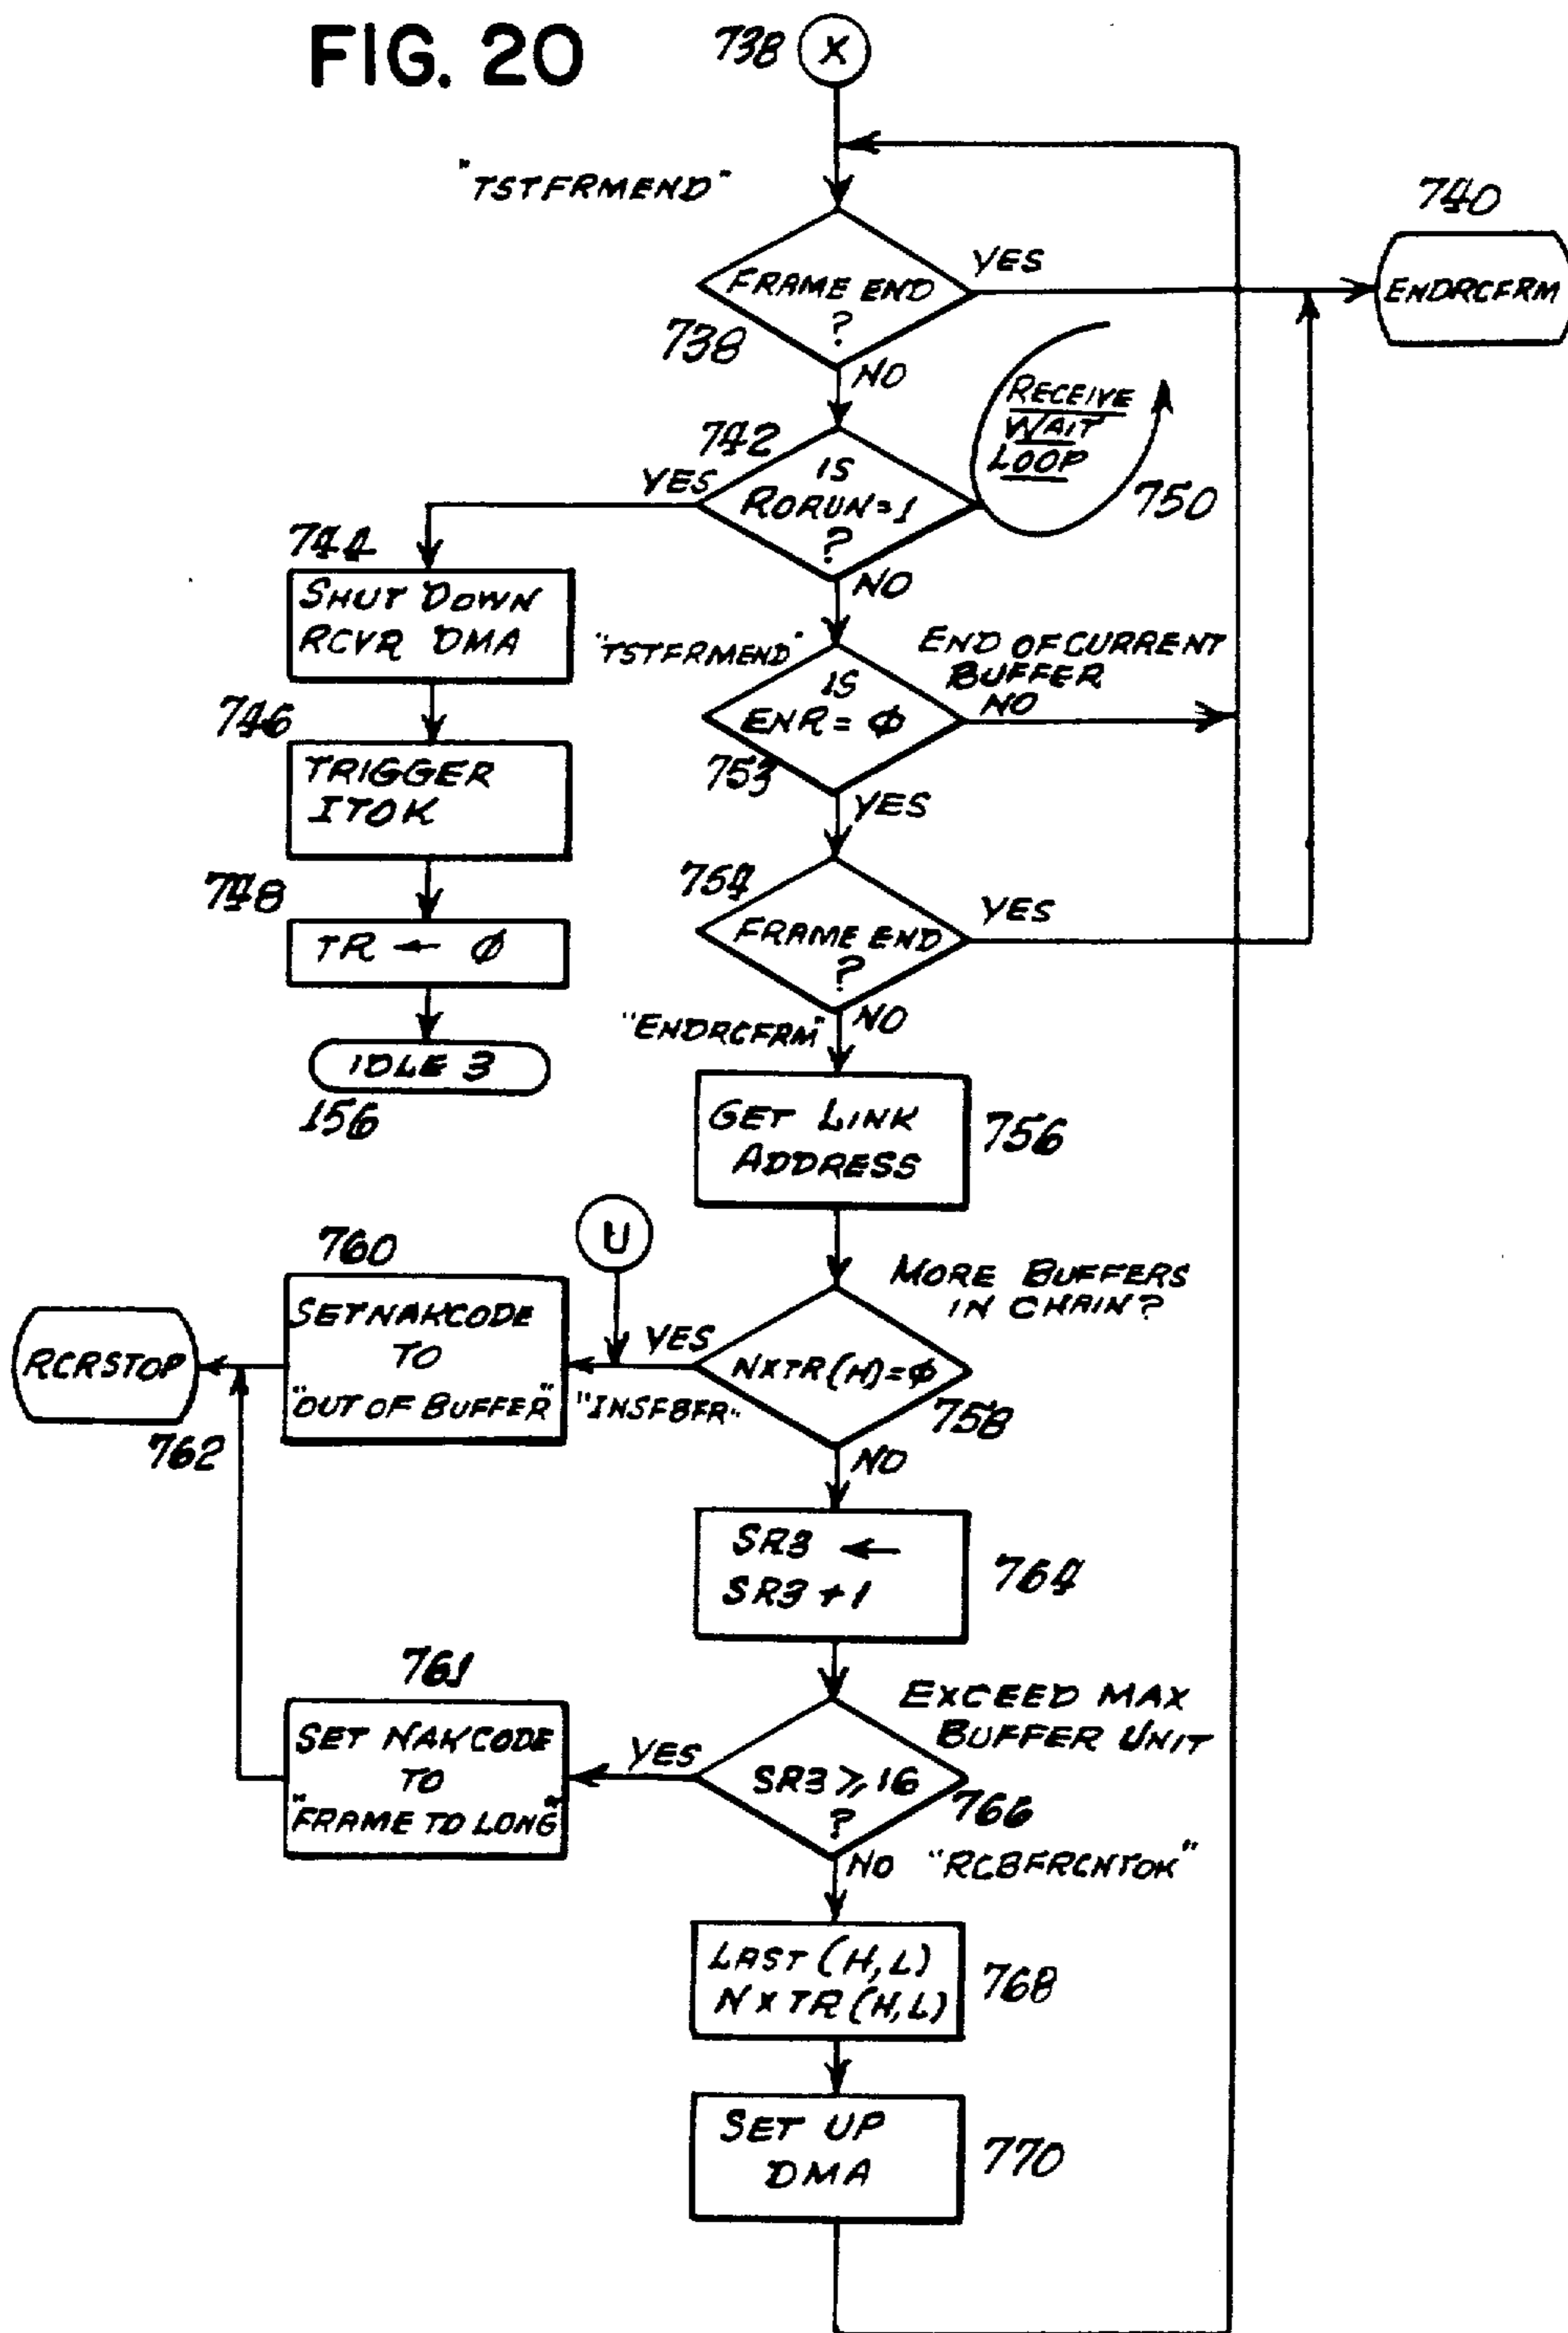 FIG. 20
738
X
"TSTFRMEND"
740
FRAME END
?
YES
ENDRCFRM
738
NO
RECEIVE
WAIT
LOOP
742
IS
RORUN=1
?
YES
750
NO
744
SHUT DOWN
RCVR DMA
"TSTFRMEND"
END OF CURRENT
BUFFER
NO
IS
ENR = φ
753
YES
746
TRIGGER
ITOK
754
FRAME END
?
YES
748
TR ← φ
"ENDRCFRM"
NO
IDLE 3
156
GET LINK
ADDRESS
756
U
760
MORE BUFFERS
IN CHAIN?
SETNAKCODE
TO
"OUT OF BUFFER"
RCRSTOP
YES
NXTR(H)=φ
"INSFBFR"
758
762
NO
SR3 ←
SR3+1
764
761
EXCEED MAX
BUFFER UNIT
SET NAKCODE
TO
"FRAME TO LONG"
YES
SR3 ⩾ 16
?
766
NO
"RCBFRCNTOK"
LAST (H,L)
NXTR (H,L)
768
SET UP
DMA
770